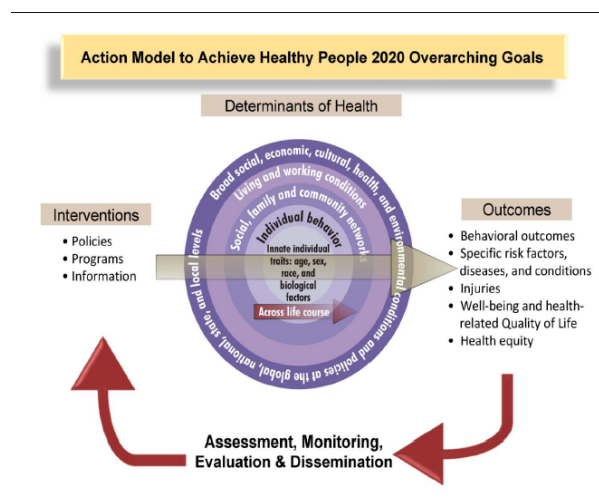 Action Model to Achieve Healthy People 2020 Overarching Goals
Determinants of Health
Interventions
• Policies
• Programs
• Information
Broad social, economic, cultural, health, and environmental conditions and policies at the global, national, state, and local levels
Living and working conditions
Social, family and community networks
Individual behavior
Innate individual
traits: age, sex,
race, and
biological
factors
Across life course
Outcomes
• Behavioral outcomes
• Specific risk factors,
diseases, and conditions
• Injuries
• Well-being and health-
related Quality of Life
• Health equity
Assessment, Monitoring,
Evaluation & Dissemination